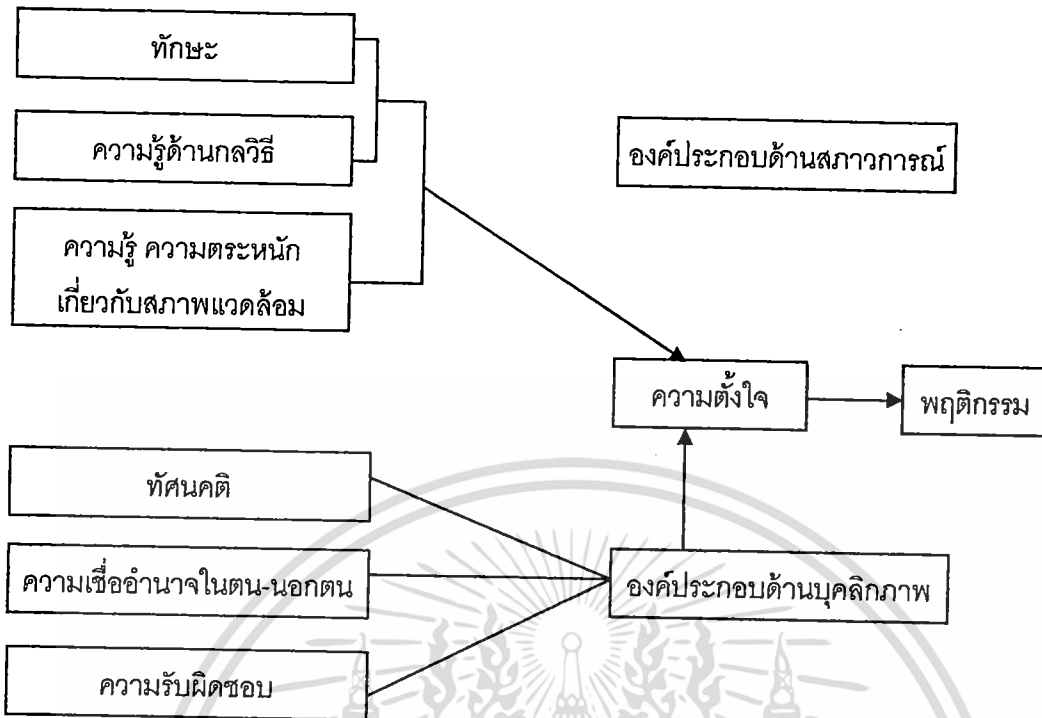 ทักษะ
ความรู้ด้านกลวิธี
องค์ประกอบด้านสภาวการณ์
ความรู้ ความตระหนัก
เกี่ยวกับสภาพแวดล้อม
ความตั้งใจ
พฤติกรรม
ทัศนคติ
ความเชื่ออำนาจในตน-นอกตน
องค์ประกอบด้านบุคลิกภาพ
ความรับผิดชอบ